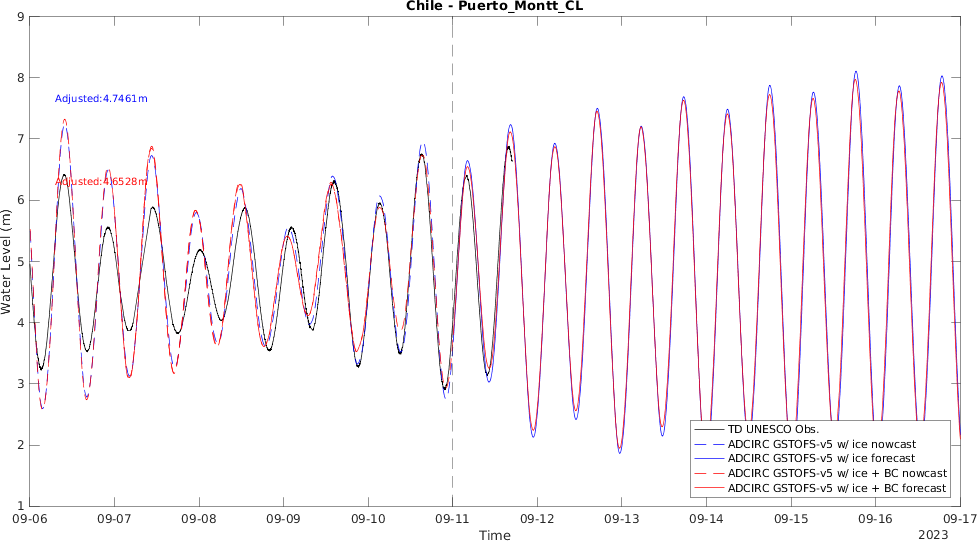 Chile - Puerto_Montt_CL
9
8
7
6
5
4
3
2
1
Water Level (m)
Adjusted:4.7461m
Adjusted:4.6528m
TD UNESCO Obs.
ADCIRC GSTOFS-v5 w/ ice nowcast
ADCIRC GSTOFS-v5 w/ ice forecast
ADCIRC GSTOFS-v5 w/ ice + BC nowcast
ADCIRC GSTOFS-v5 w/ ice + BC forecast
09-06 09-07 09-08 09-09 09-10 09-11 09-12 09-13 09-14 09-15 09-16 09-17
Time
2023